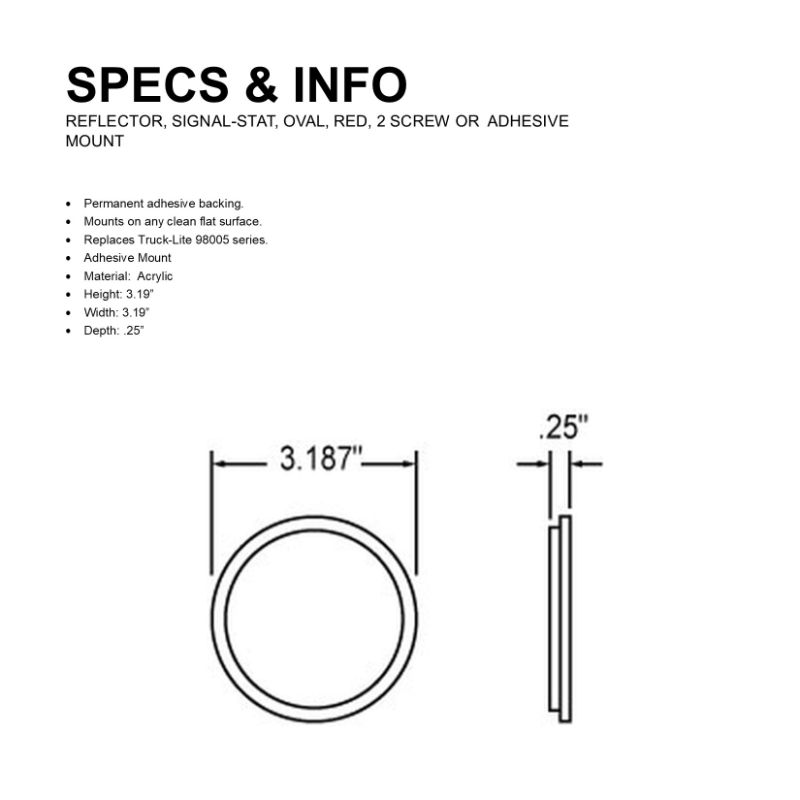 SPECS & INFO
REFLECTOR, SIGNAL-STAT, OVAL, RED, 2 SCREW OR ADHESIVE
MOUNT
• Permanent adhesive backing.
• Mounts on any clean flat surface.
• Replaces Truck-Lite 98005 series.
• Adhesive Mount
• Material: Acrylic
• Height: 3.19”
• Width: 3.19”
• Depth: .25”
.25"
3.187"